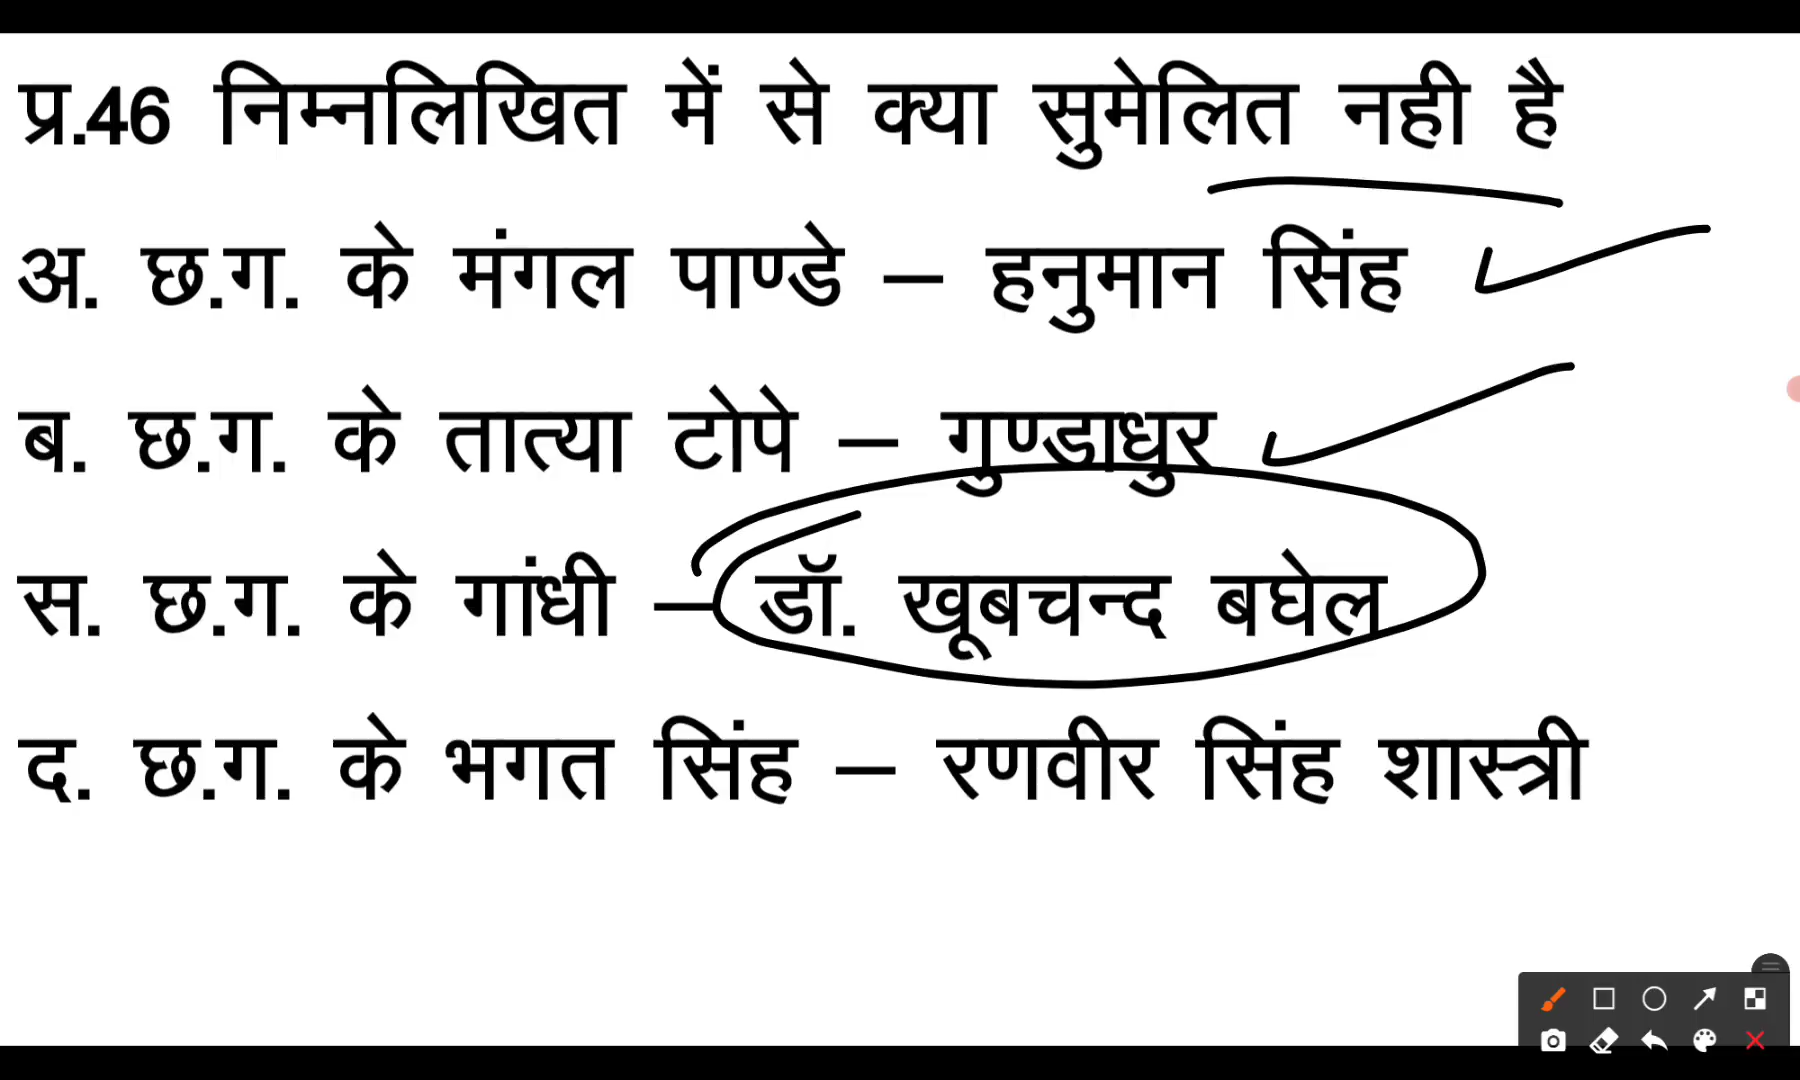 प्र.46 निम्नलिखित में से क्या सुमेलित नही है
अ. छ.ग. के मंगल पाण्डे – हनुमान सिंह
ब. छ.ग. के तात्या टोपे – गुण्डाधुर
स. छ.ग. के गांधी – डॉ. खूबचन्द बघेल
द. छ.ग. के भगत सिंह – रणवीर सिंह शास्त्री